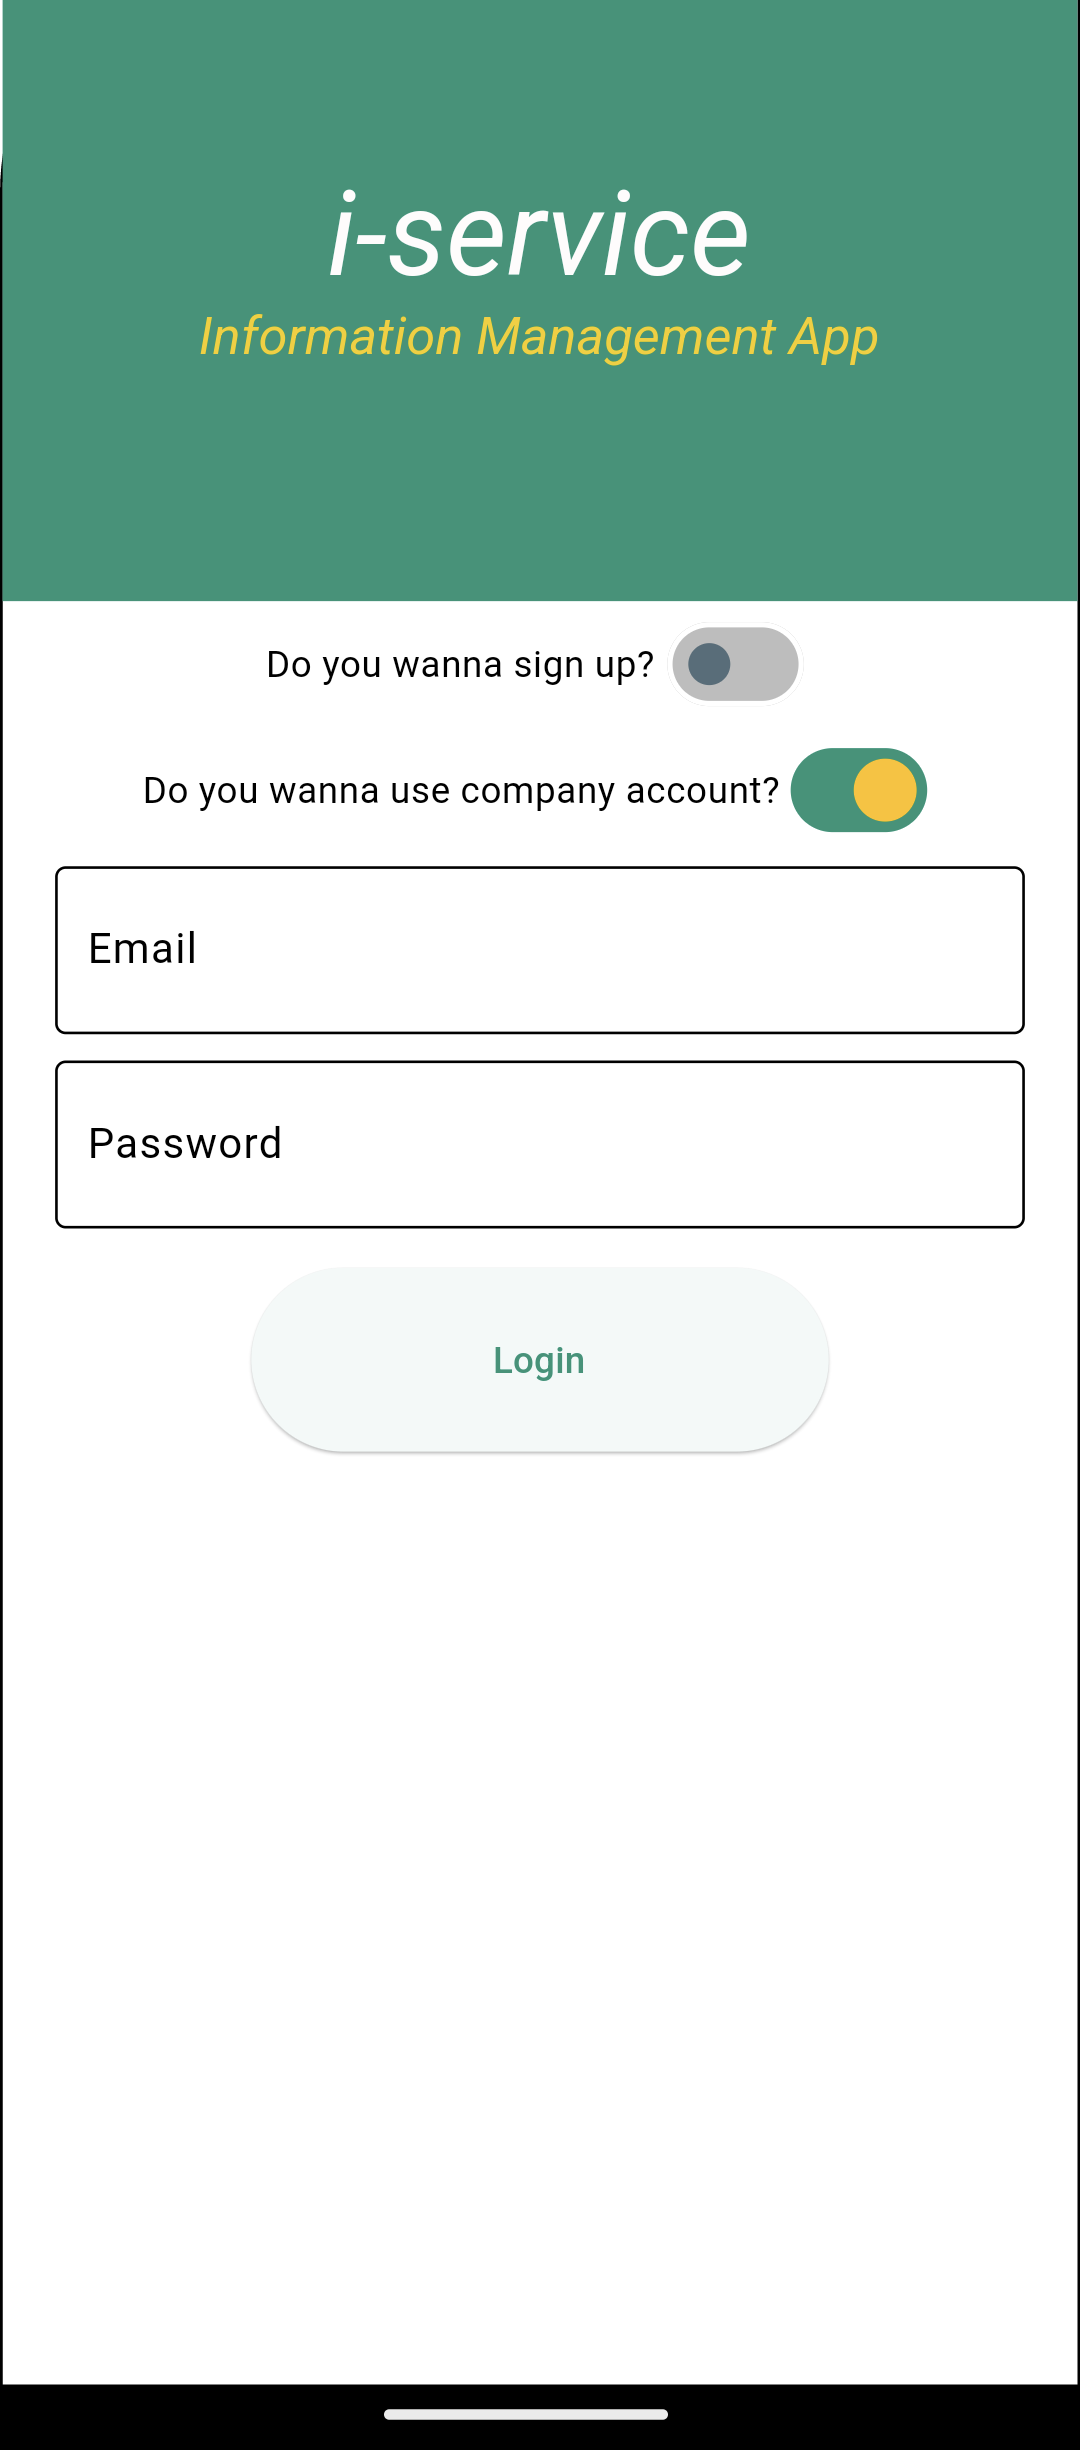 i-service
Information Management App
Do you wanna sign up?
Do you wanna use company account?
Email
Password
Login